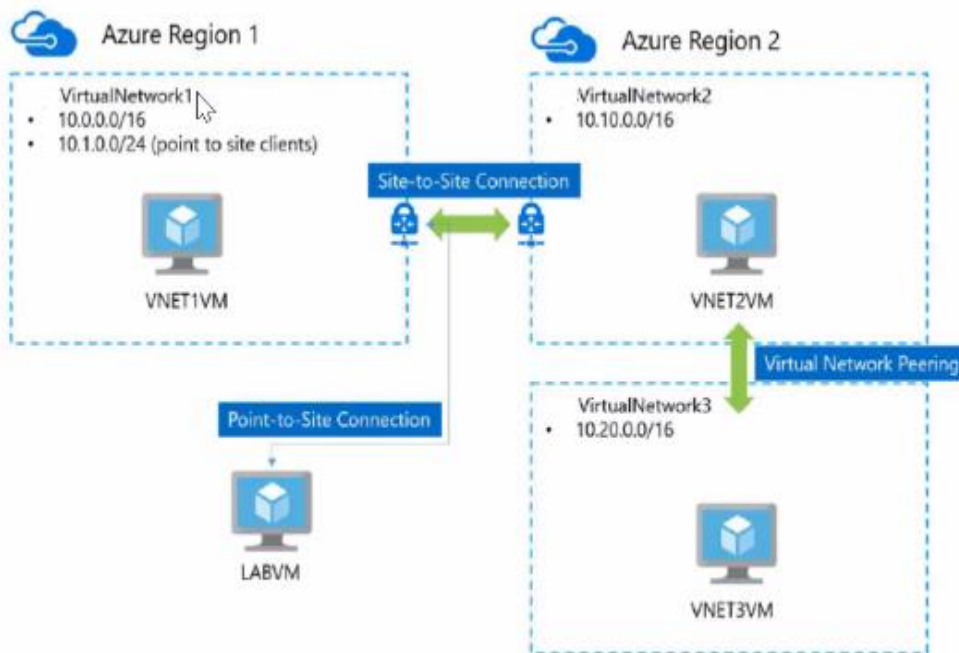 Azure Region 1
Azure Region 2
VirtualNetwork1
• 10.0.0.0/16
• 10.1.0.0/24 (point to site clients)
VirtualNetwork2
• 10.10.0.0/16
Site-to-Site Connection
VNET1VM
VNET2VM
Virtual Network Peering
Point-to-Site Connection
VirtualNetwork3
• 10.20.0.0/16
LABVM
VNET3VM